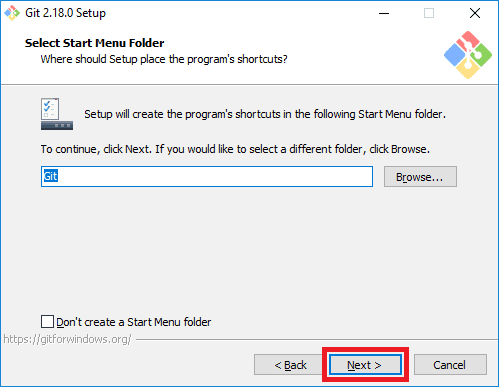 Git 2.18.0 Setup
Select Start Menu Folder
Where should Setup place the program's shortcuts?
Setup will create the program's shortcuts in the following Start Menu folder.
To continue, click Next. If you would like to select a different folder, click Browse.
Git
Browse...
Don't create a Start Menu folder
https://gitforwindows.org/
< Back
Next >
Cancel